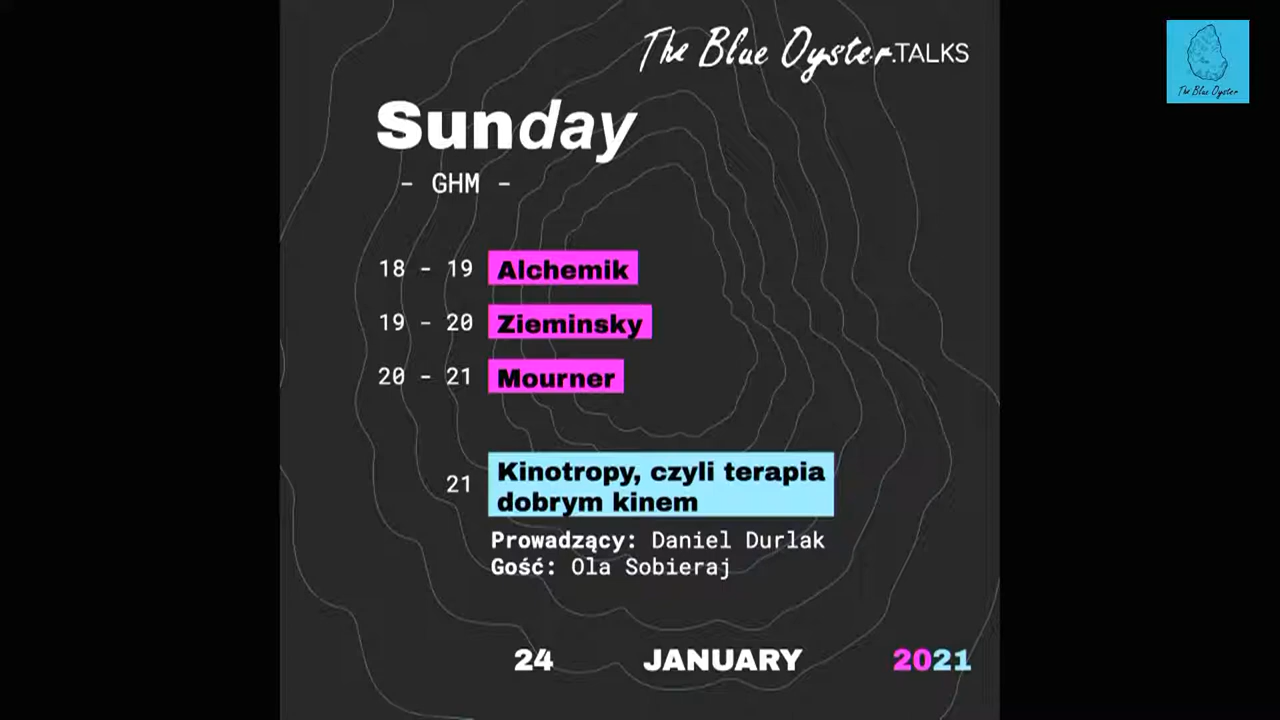 The Blue Oyster.TALKS
The Blue Oyster
Sunday
- GHM -
18 - 19 Alchemik
19 - 20 Zieminsky
20 - 21 Mourner
21 Kinotropy, czyli terapia
dobrym kinem
Prowadzący: Daniel Durlak
Gość: Ola Sobieraj
24 JANUARY 2021